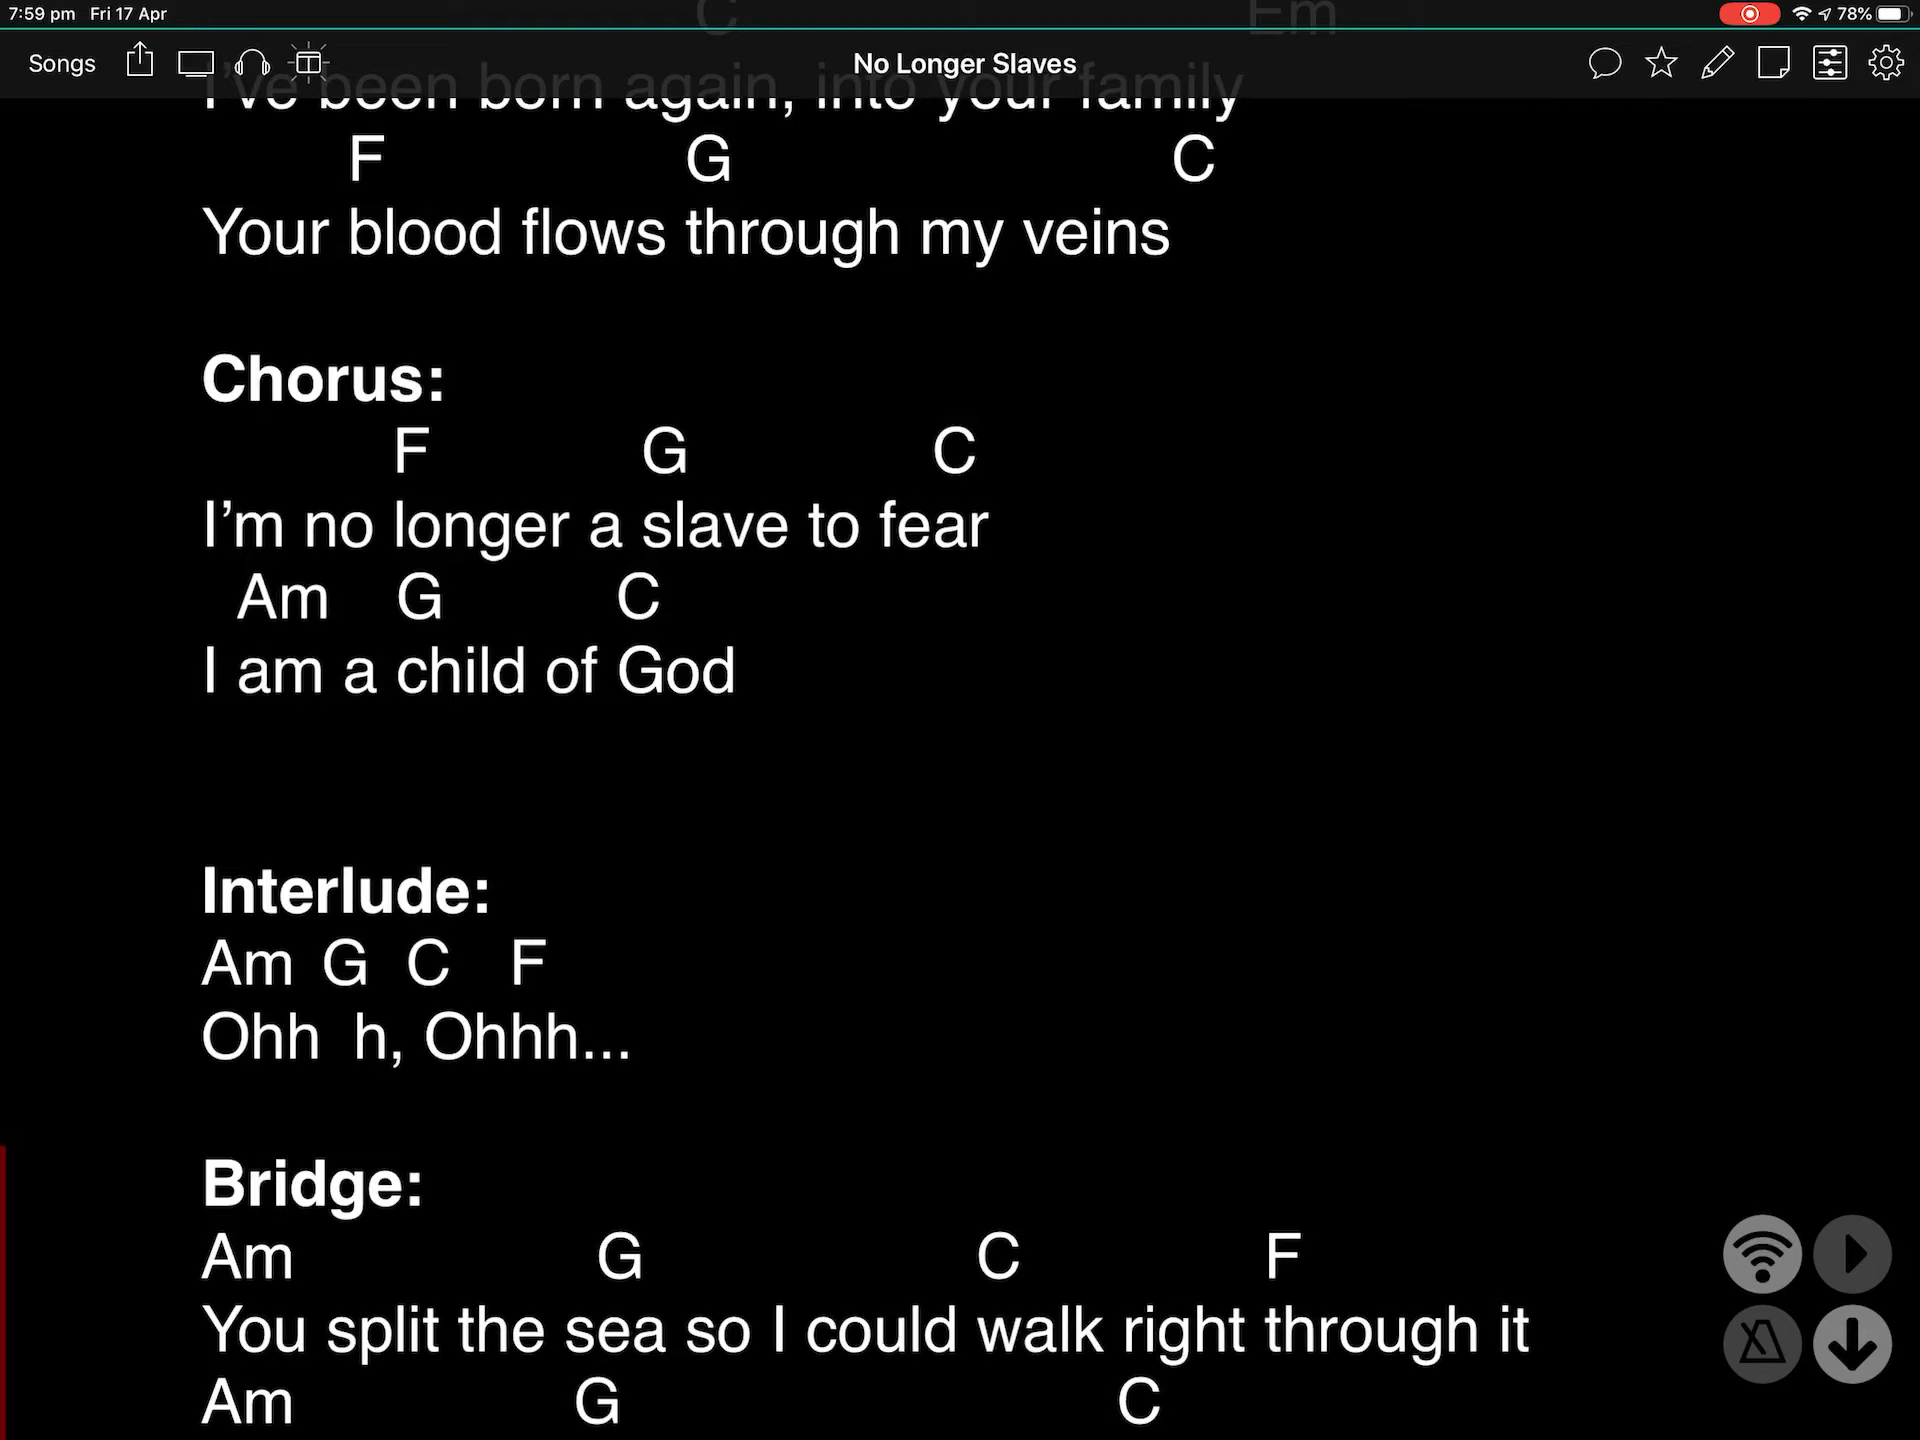 7:59 pm Fri 17 Apr 78%
C Em
Songs No Longer Slaves
I've been born again, into your family
F G C
Your blood flows through my veins
Chorus:
F G C
I’m no longer a slave to fear
Am G C
I am a child of God
Interlude:
Am G C F
Ohh h, Ohhh...
Bridge:
Am G C F
You split the sea so I could walk right through it
Am G C